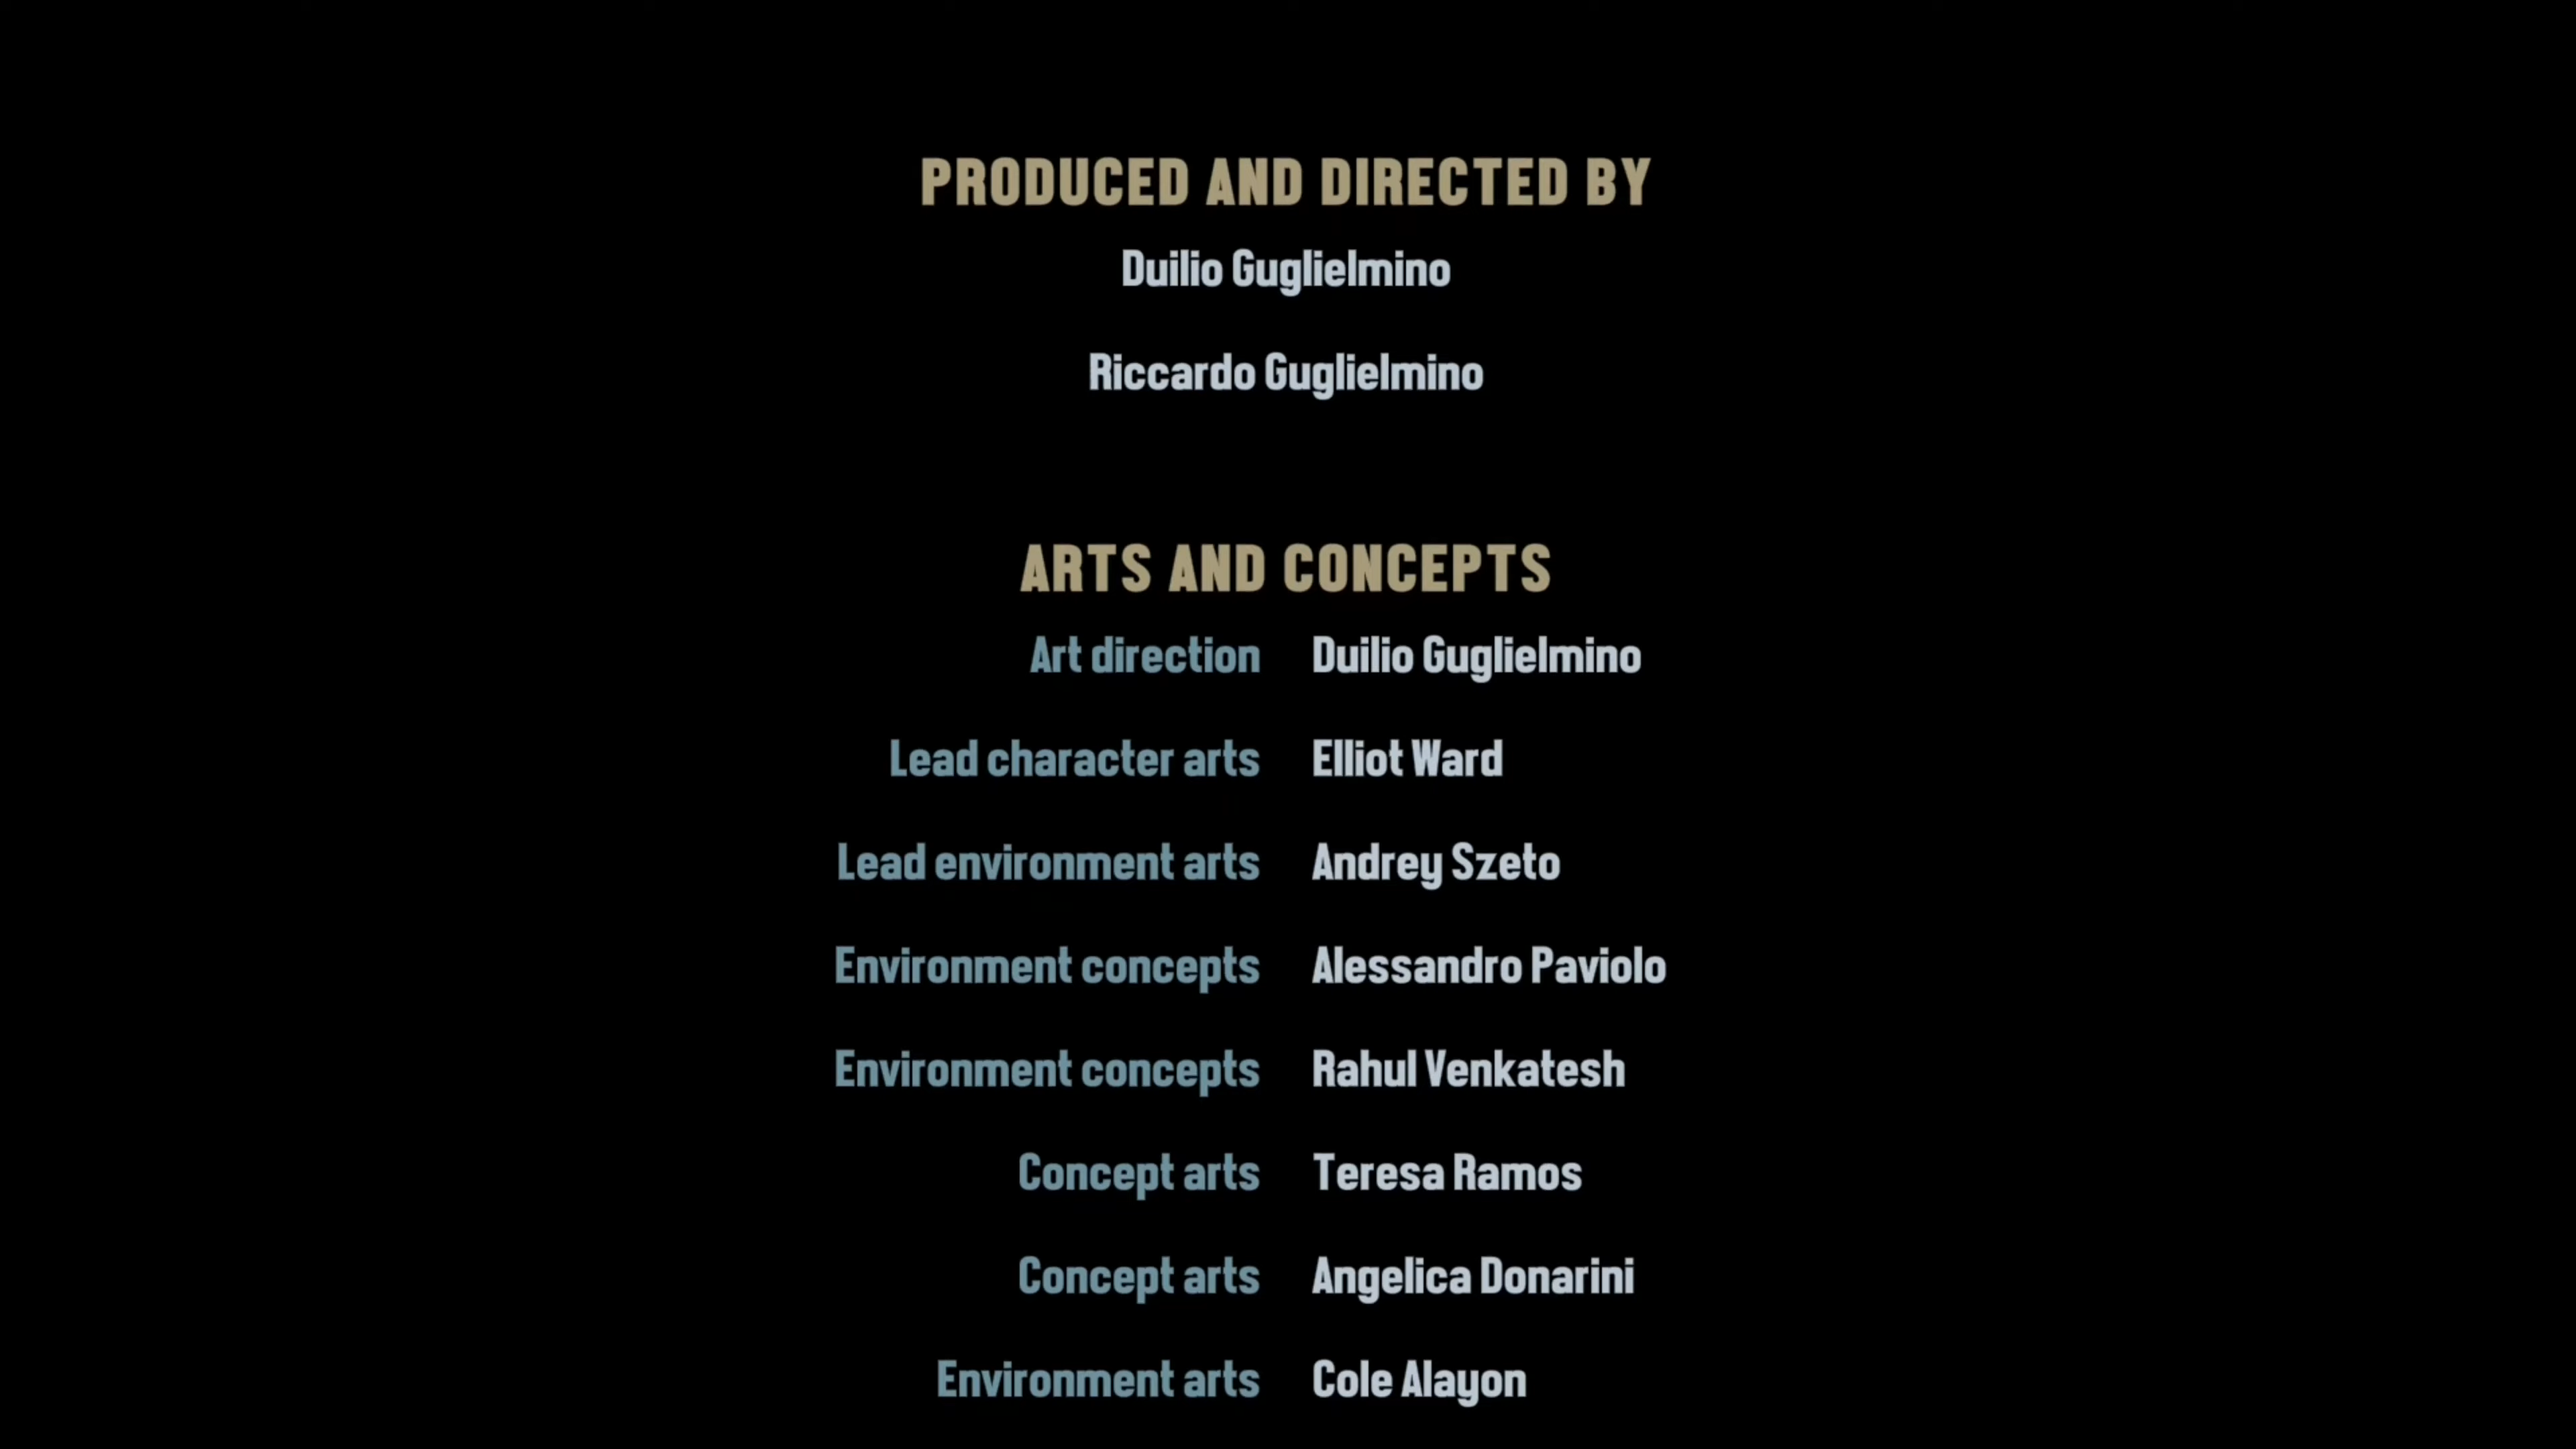 PRODUCED AND DIRECTED BY
Duilio Guglielmino
Riccardo Guglielmino
ARTS AND CONCEPTS
Art direction Duilio Guglielmino
Lead character arts Elliot Ward
Lead environment arts Andrey Szeto
Environment concepts Alessandro Paviolo
Environment concepts Rahul Venkatesh
Concept arts Teresa Ramos
Concept arts Angelica Donarini
Environment arts Cole Alayon